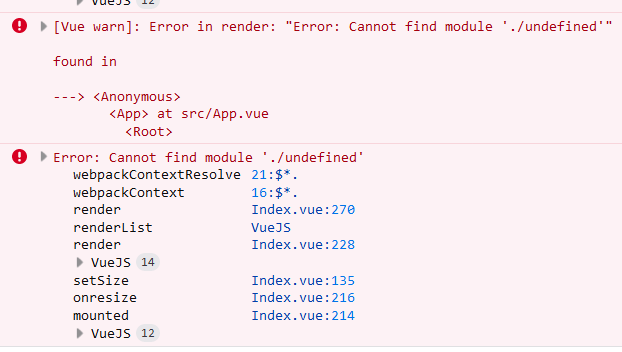 VueJS 12
[Vue warn]: Error in render: "Error: Cannot find module './undefined'"
found in
---> <Anonymous>
<App> at src/App.vue
<Root>
Error: Cannot find module './undefined'
webpackContextResolve 21:$*.
webpackContext 16:$*.
render Index.vue:270
renderList VueJS
render Index.vue:228
VueJS 14
setSize Index.vue:135
onresize Index.vue:216
mounted Index.vue:214
VueJS 12